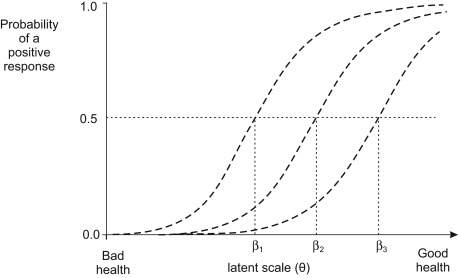 Probability
of a
positive
response
1.0
0.5
0.0
Bad
health
β1
β2
β3
latent scale (θ)
Good
health